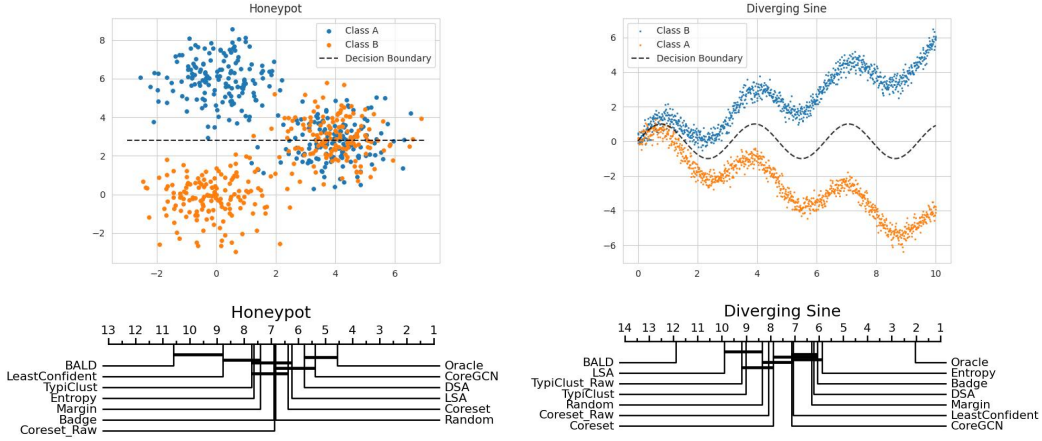 Honeypot
Class A
Class B
Decision Boundary
8
6
4
2
0
−2
−2 0 2 4 6
Diverging Sine
Class B
Class A
Decision Boundary
6
4
2
0
−2
−4
−6
0 2 4 6 8 10
Honeypot
13 12 11 10 9 8 7 6 5 4 3 2 1
BALD
LeastConfident
TypiClust
Entropy
Margin
Badge
Coreset_Raw
Oracle
CoreGCN
DSA
LSA
Coreset
Random
Diverging Sine
14 13 12 11 10 9 8 7 6 5 4 3 2 1
BALD
LSA
TypiClust_Raw
TypiClust
Random
Coreset_Raw
Coreset
Oracle
Entropy
Badge
DSA
Margin
LeastConfident
CoreGCN